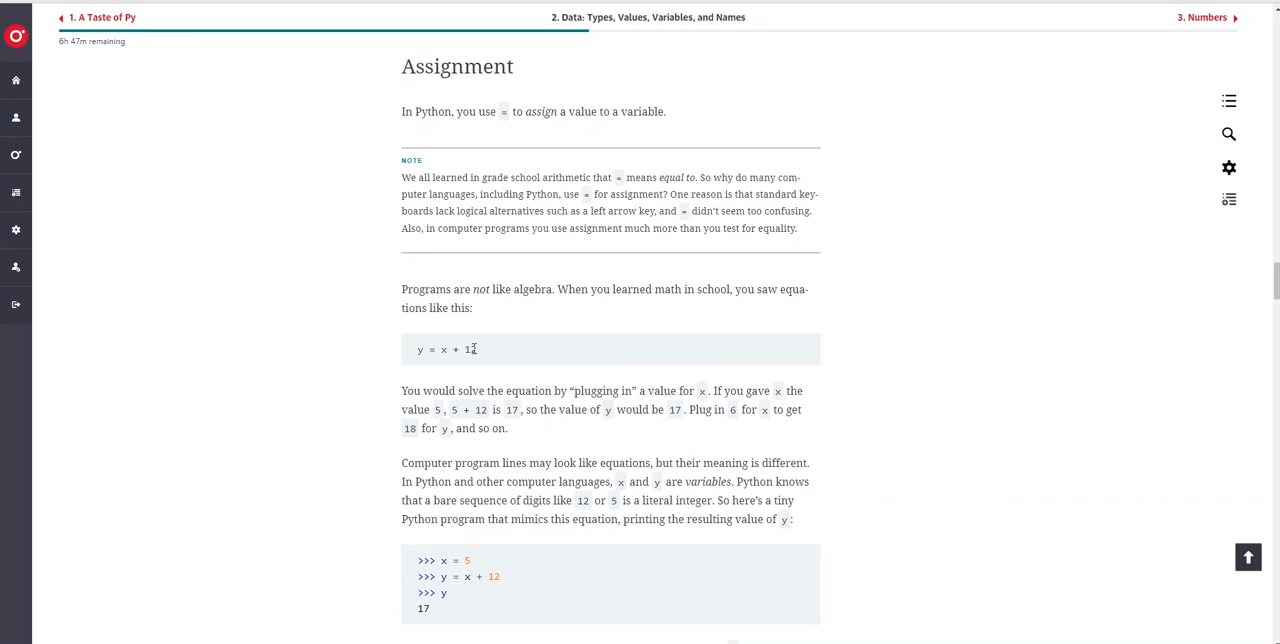 1. A Taste of Py
2. Data: Types, Values, Variables, and Names
3. Numbers
6h 47m remaining
Assignment
In Python, you use = to assign a value to a variable.
NOTE
We all learned in grade school arithmetic that = means equal to. So why do many com-
puter languages, including Python, use = for assignment? One reason is that standard key-
boards lack logical alternatives such as a left arrow key, and = didn’t seem too confusing.
Also, in computer programs you use assignment much more than you test for equality.
Programs are not like algebra. When you learned math in school, you saw equa-
tions like this:
y = x + 12
You would solve the equation by “plugging in” a value for x. If you gave x the
value 5, 5 + 12 is 17, so the value of y would be 17. Plug in 6 for x to get
18 for y, and so on.
Computer program lines may look like equations, but their meaning is different.
In Python and other computer languages, x and y are variables. Python knows
that a bare sequence of digits like 12 or 5 is a literal integer. So here’s a tiny
Python program that mimics this equation, printing the resulting value of y:
>>> x = 5
>>> y = x + 12
>>> y
17